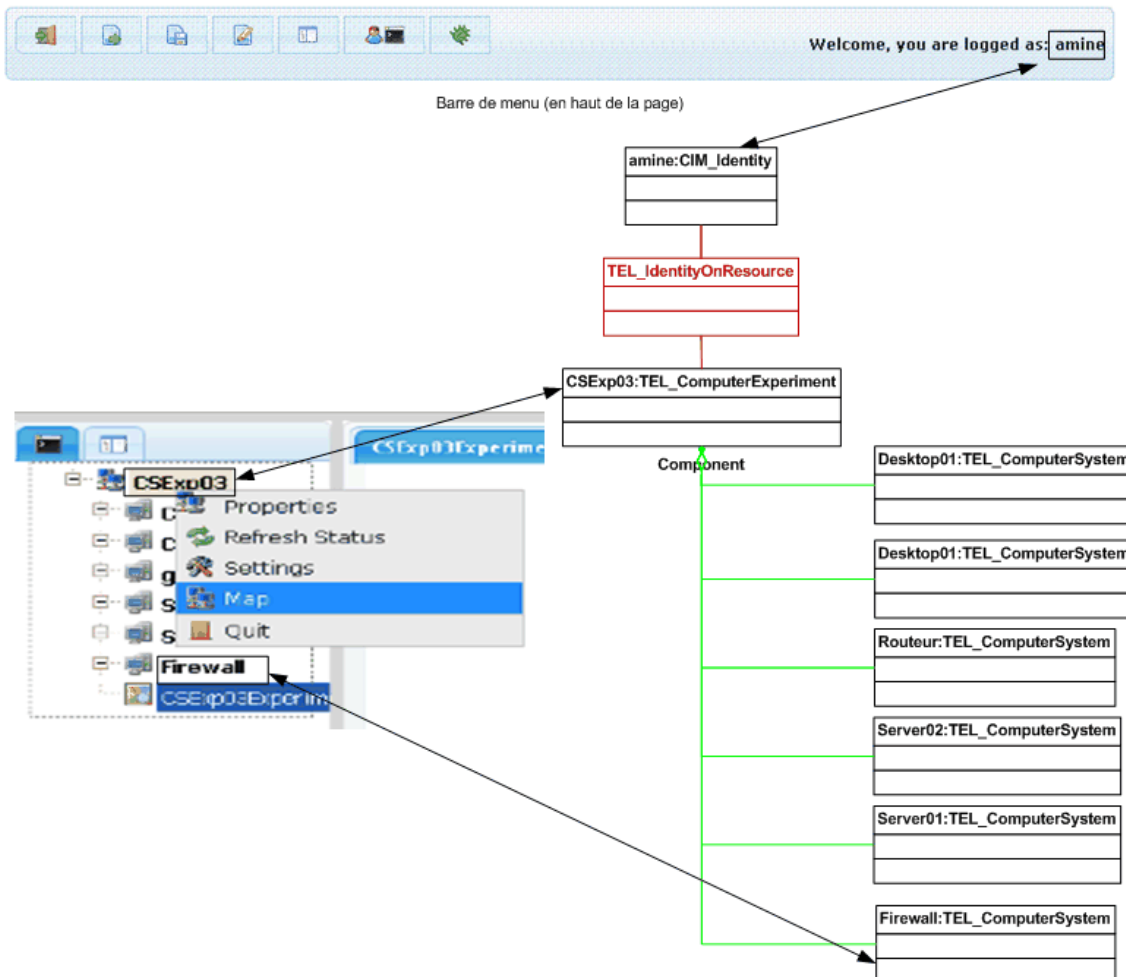 Welcome, you are logged as: amine
Barre de menu (en haut de la page)
amine:CIM_Identity
TEL_IdentityOnResource
CSExp03:TEL_ComputerExperiment
Component
Desktop01:TEL_ComputerSystem
Desktop01:TEL_ComputerSystem
Routeur:TEL_ComputerSystem
Server02:TEL_ComputerSystem
Server01:TEL_ComputerSystem
Firewall:TEL_ComputerSystem
CSExp03Experime
CSExp03
C
C
g
S
S
Firewall
CSExp03Experim
Properties
Refresh Status
Settings
Map
Quit